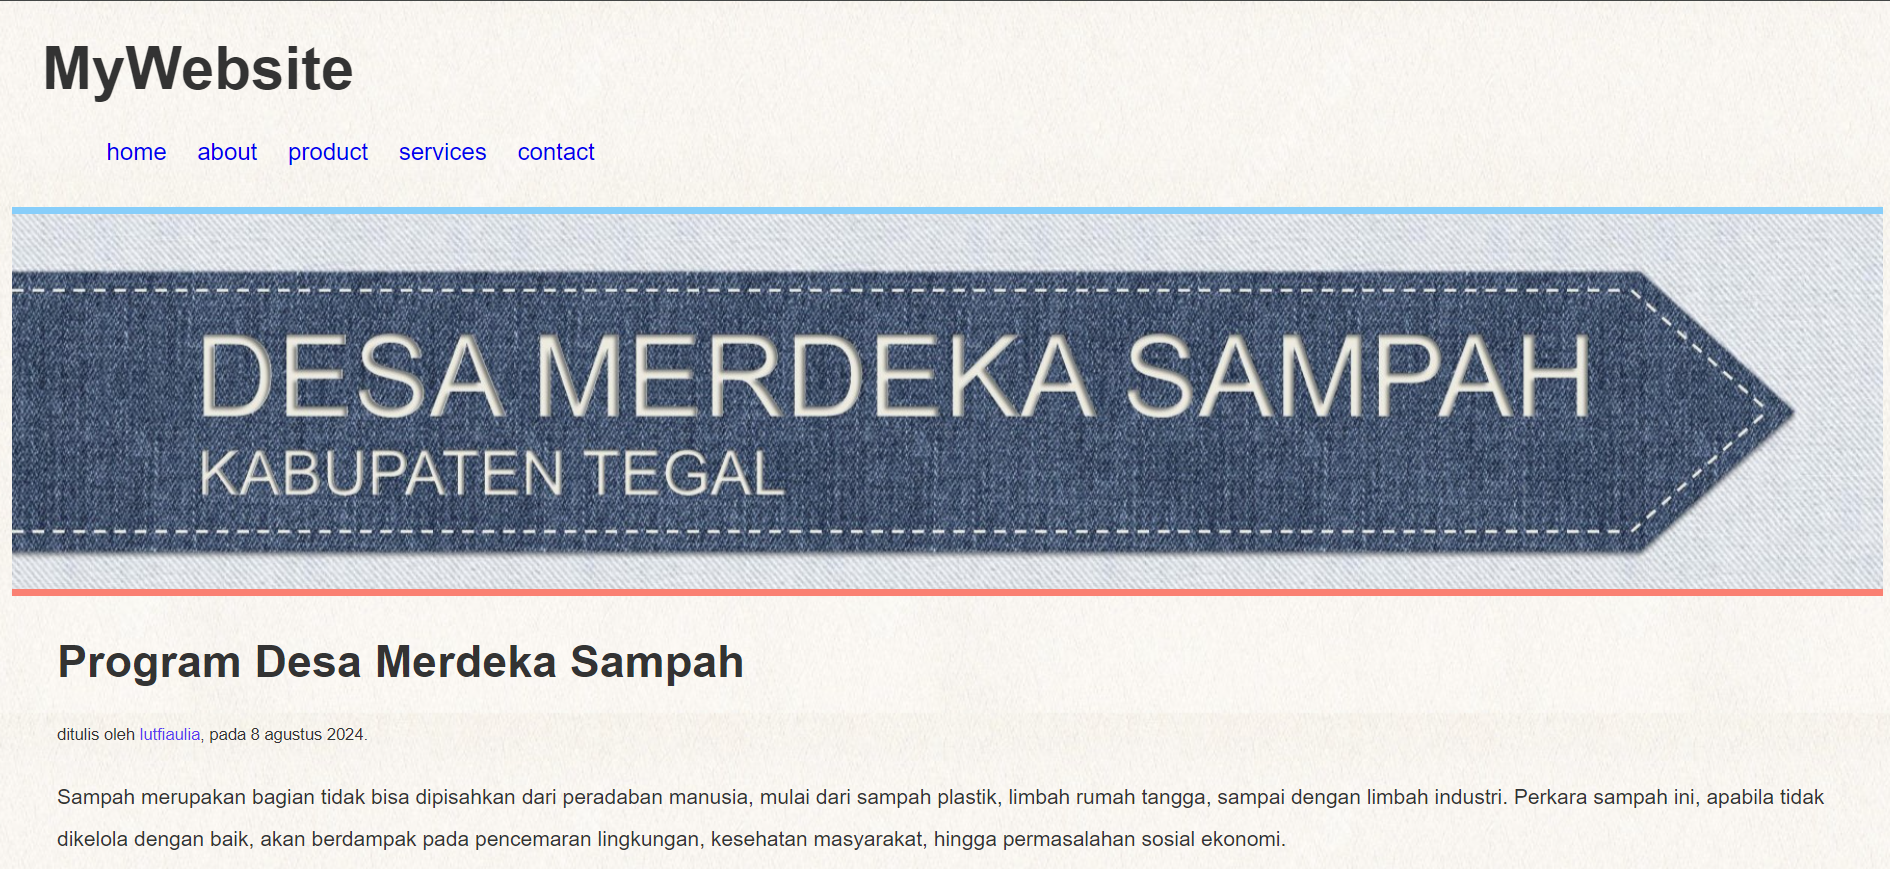 MyWebsite
home about product services contact
DESA MERDEKA SAMPAH
KABUPATEN TEGAL
Program Desa Merdeka Sampah
ditulis oleh lutfiaulia, pada 8 agustus 2024.
Sampah merupakan bagian tidak bisa dipisahkan dari peradaban manusia, mulai dari sampah plastik, limbah rumah tangga, sampai dengan limbah industri. Perkara sampah ini, apabila tidak
dikelola dengan baik, akan berdampak pada pencemaran lingkungan, kesehatan masyarakat, hingga permasalahan sosial ekonomi.